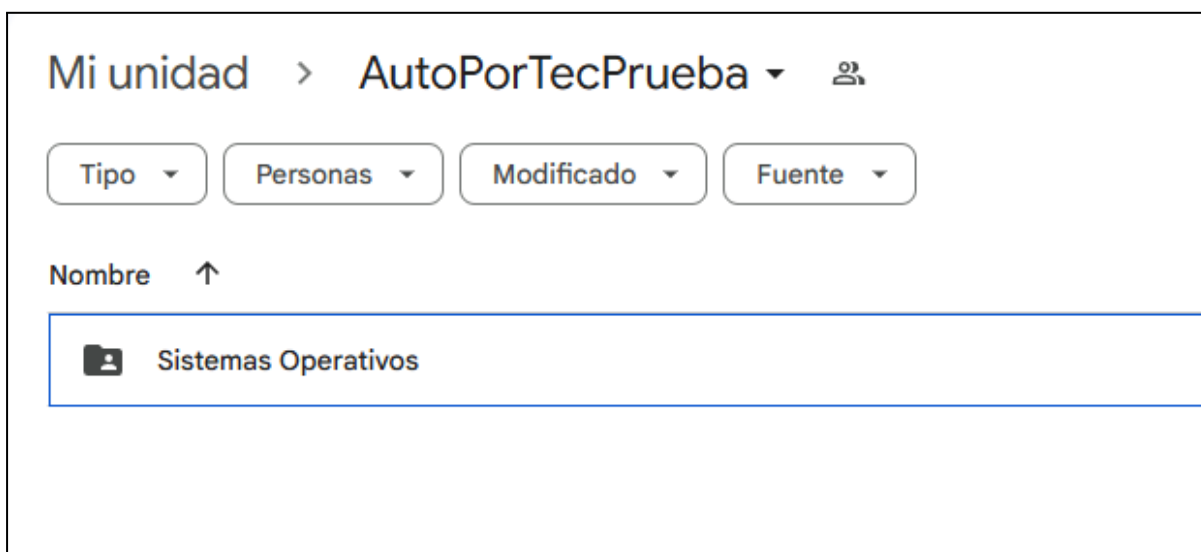 Mi unidad > AutoPorTecPrueba
Tipo Personas Modificado Fuente
Nombre
Sistemas Operativos